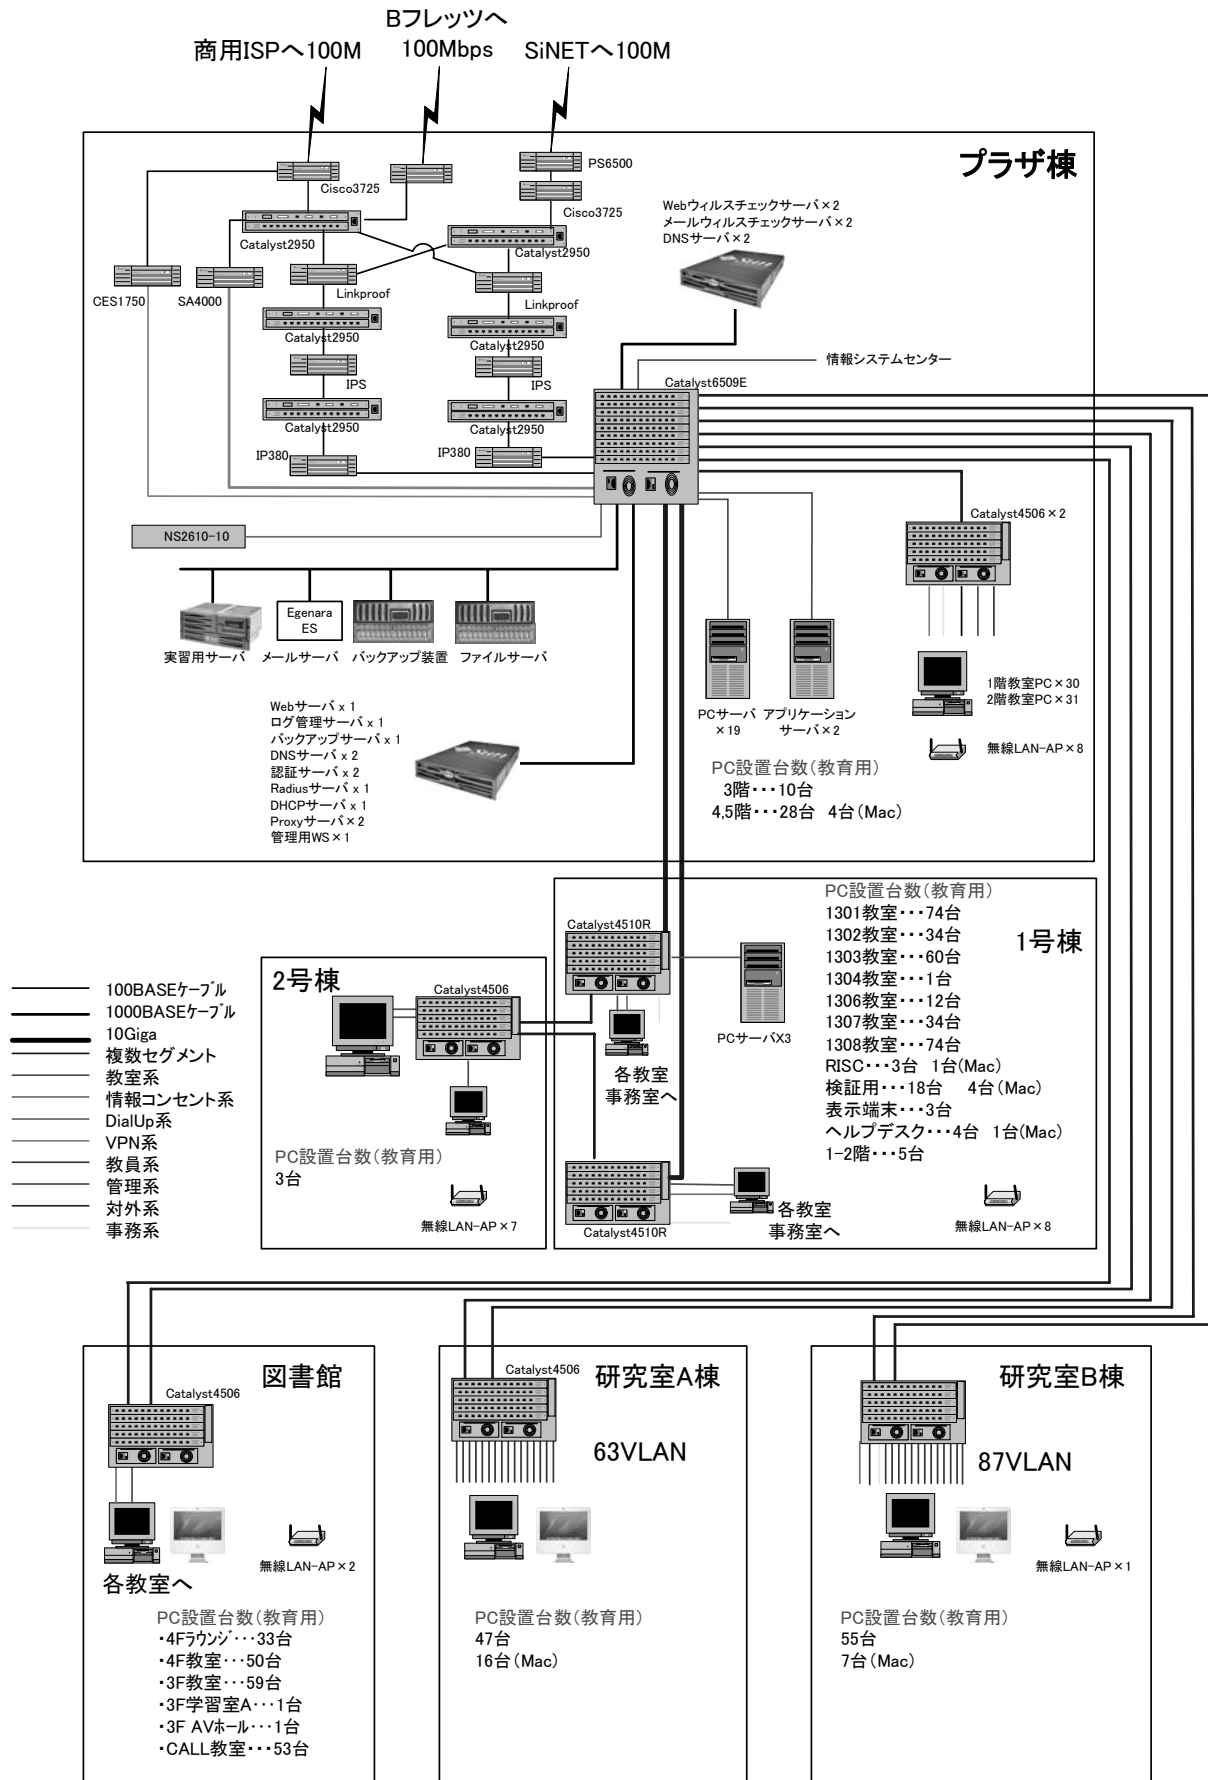 Bフレッツへ
100Mbps
商用ISPへ100M
SiNETへ100M
プラザ棟
PS6500
Cisco3725
Cisco3725
Webウィルスチェックサーバ×2
メールウィルスチェックサーバ×2
DNSサーバ×2
Catalyst2950
Catalyst2950
CES1750
SA4000
Linkproof
Linkproof
Catalyst2950
Catalyst2950
情報システムセンター
IPS
IPS
Catalyst6509E
Catalyst2950
Catalyst2950
IP380
IP380
Catalyst4506×2
NS2610-10
Egenara
ES
実習用サーバ
メールサーバ
バックアップ装置
ファイルサーバ
1階教室PC×30
2階教室PC×31
無線LAN-AP×8
PCサーバ
×19
アプリケーション
サーバ×2
PC設置台数(教育用)
3階・・・10台
4,5階・・・28台 4台(Mac)
Webサーバ x 1
ログ管理サーバ x 1
バックアップサーバ x 1
DNSサーバ x 2
認証サーバ x 2
Radiusサーバ x 1
DHCPサーバ x 1
Proxyサーバ×2
管理用WS×1
1号棟
Catalyst4510R
PCサーバX3
各教室
事務室へ
PC設置台数(教育用)
1301教室・・・74台
1302教室・・・34台
1303教室・・・60台
1304教室・・・1台
1306教室・・・12台
1307教室・・・34台
1308教室・・・74台
RISC・・・3台 1台(Mac)
検証用・・・18台 4台(Mac)
表示端末・・・3台
ヘルプデスク・・・4台 1台(Mac)
1-2階・・・5台
Catalyst4510R
各教室
事務室へ
無線LAN-AP×8
2号棟
Catalyst4506
PC設置台数(教育用)
3台
無線LAN-AP×7
100BASEケーブル
1000BASEケーブル
10Giga
複数セグメント
教室系
情報コンセント系
DialUp系
VPN系
教員系
管理系
対外系
事務系
図書館
Catalyst4506
各教室へ
無線LAN-AP×2
PC設置台数(教育用)
・4Fラウンジ・・・33台
・4F教室・・・50台
・3F教室・・・59台
・3F学習室A・・・1台
・3F AVホール・・・1台
・CALL教室・・・53台
Catalyst4506
研究室A棟
63VLAN
PC設置台数(教育用)
47台
16台(Mac)
研究室B棟
87VLAN
無線LAN-AP×1
PC設置台数(教育用)
55台
7台(Mac)